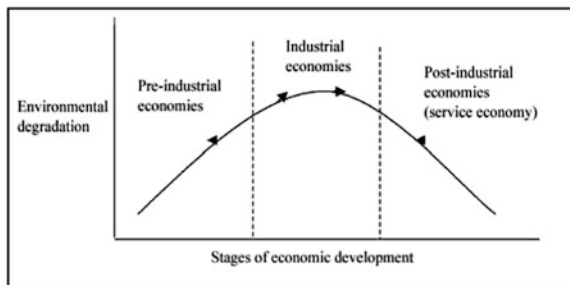 Industrial
economies
Pre-industrial
economies
Post-industrial
economies
(service economy)
Environmental
degradation
Stages of economic development